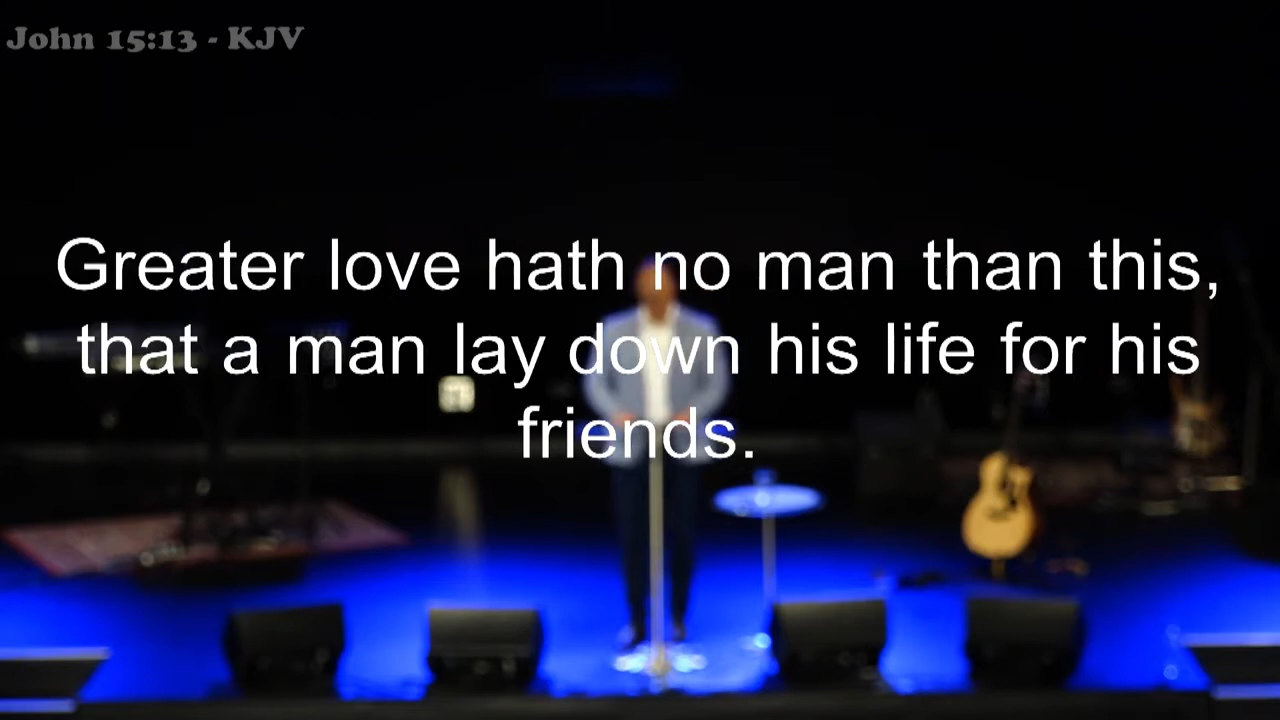 John 15:13 - KJV
Greater love hath no man than this,
that a man lay down his life for his
friends.